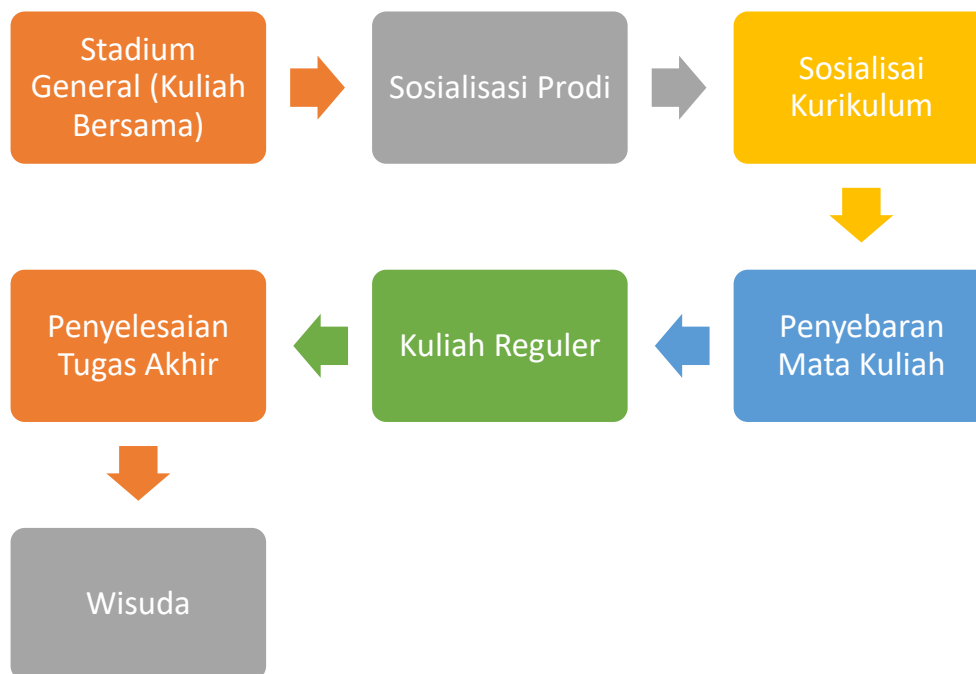 Stadium
General (Kuliah
Bersama)
Sosialisasi Prodi
Sosialisai
Kurikulum
Penyebaran
Mata Kuliah
Kuliah Reguler
Penyelesaian
Tugas Akhir
Wisuda